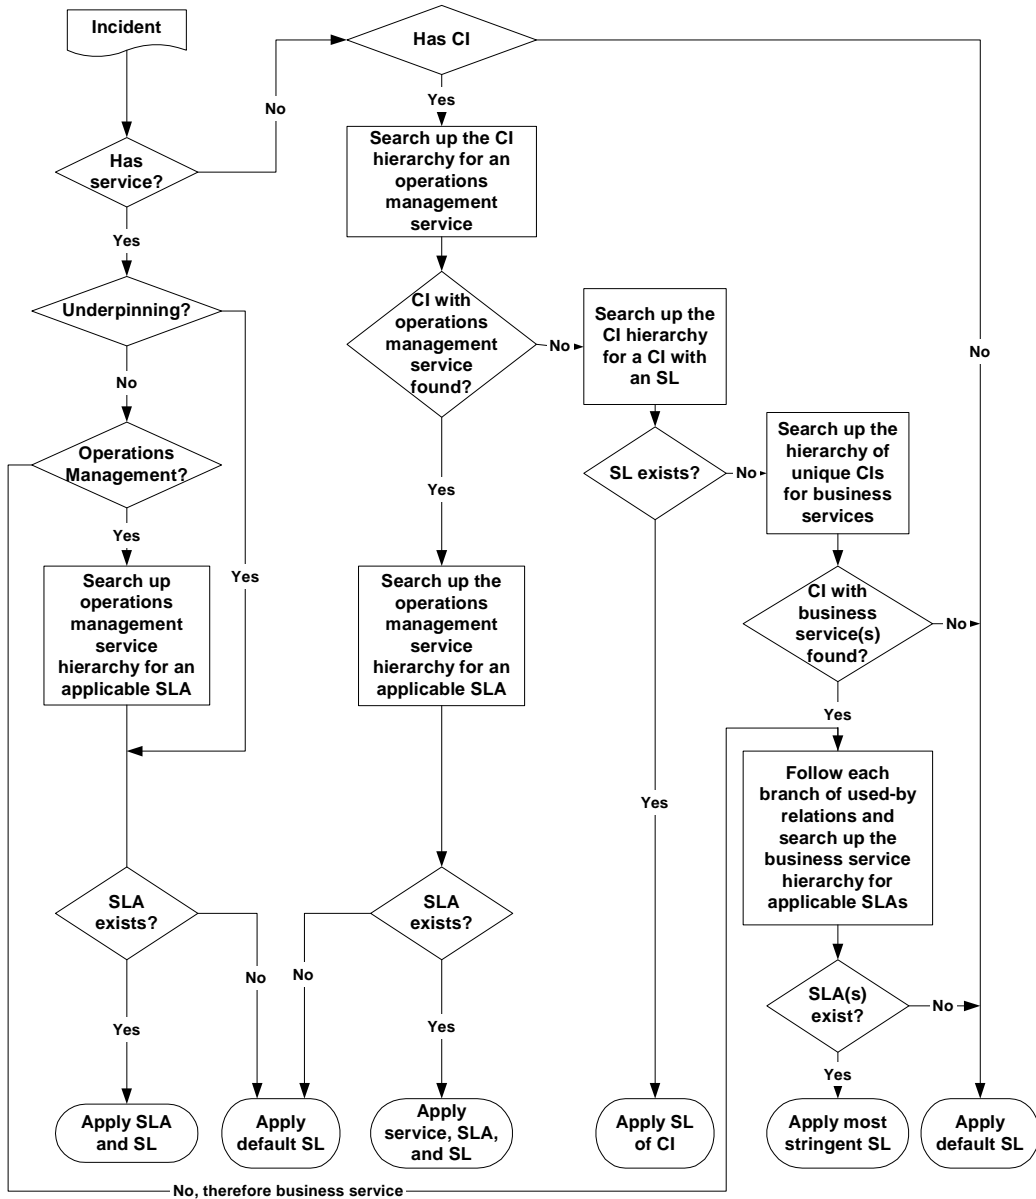 Incident
Has CI
No
Yes
Has
service?
Search up the CI
hierarchy for an
operations
management
service
Yes
Underpinning?
CI with
operations
management
service
found?
No
Search up the
CI hierarchy
for a CI with
an SL
No
No
Operations
Management?
Yes
SL exists?
No
Search up the
hierarchy of
unique CIs
for business
services
Yes
Search up
operations
management
service
hierarchy for an
applicable SLA
Yes
Search up the
operations
management
service
hierarchy for an
applicable SLA
CI with
business
service(s)
found?
No
Yes
Yes
Follow each
branch of used-by
relations and
search up the
business service
hierarchy for
applicable SLAs
SLA
exists?
No
SLA
exists?
No
SLA(s)
exist?
No
Yes
Yes
Yes
Apply SLA
and SL
Apply
default SL
Apply
service, SLA,
and SL
Apply SL
of CI
Apply most
stringent SL
Apply
default SL
No, therefore business service